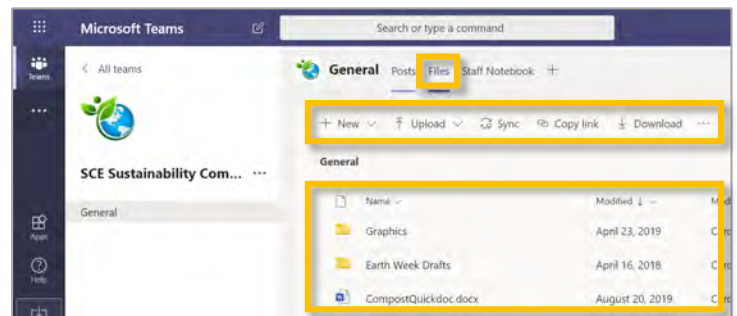 Microsoft Teams
Search or type a command
Teams
< All teams
General Posts Files Staff Notebook +
+ New Upload Sync Copy link Download ...
General
SCE Sustainability Com... ...
General
Name Modified ↓
Graphics April 23, 2019
Earth Week Drafts April 16, 2018
CompostQuickdoc.docx August 20, 2019
Apps
Help